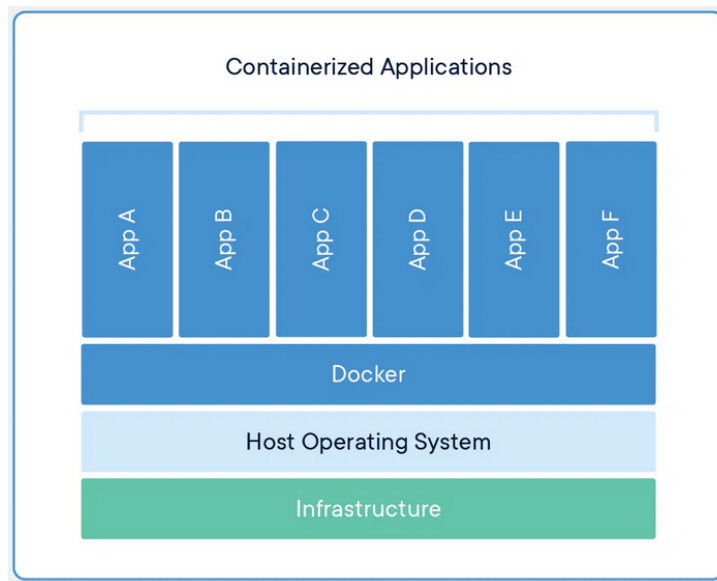 Containerized Applications
App A
App B
App C
App D
App E
App F
Docker
Host Operating System
Infrastructure